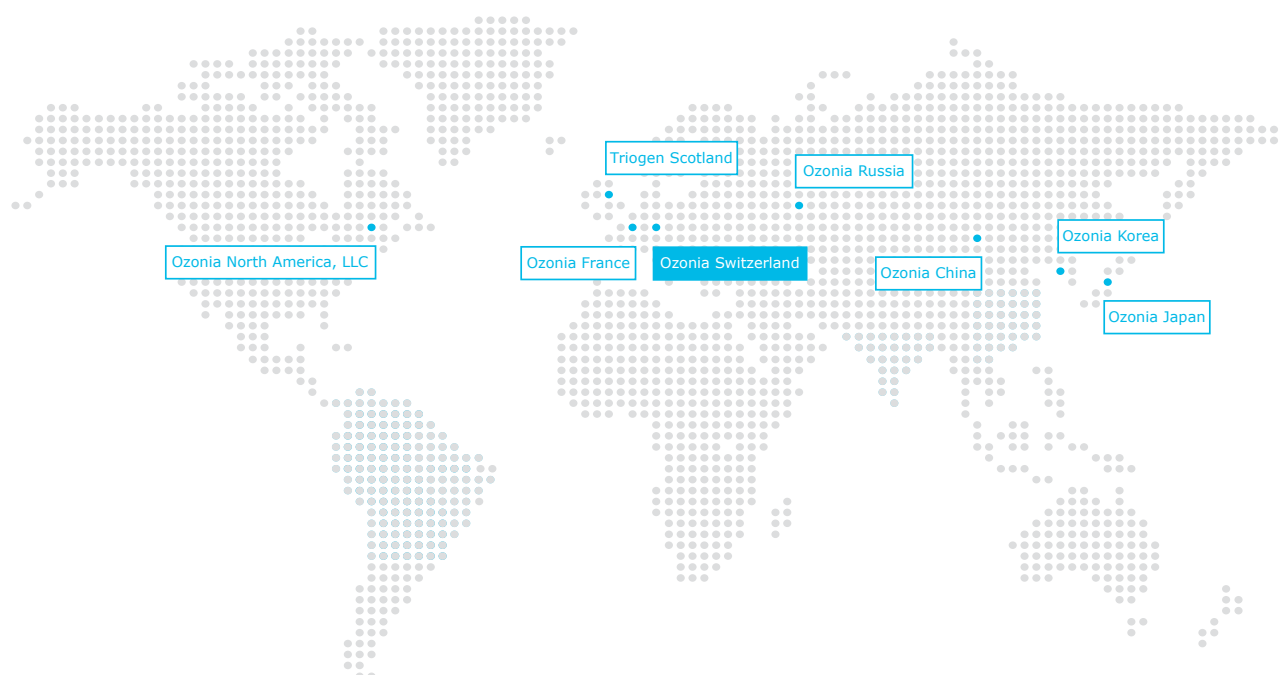 Triogen Scotland
Ozonia Russia
Ozonia Korea
Ozonia North America, LLC
Ozonia France
Ozonia Switzerland
Ozonia China
Ozonia Japan